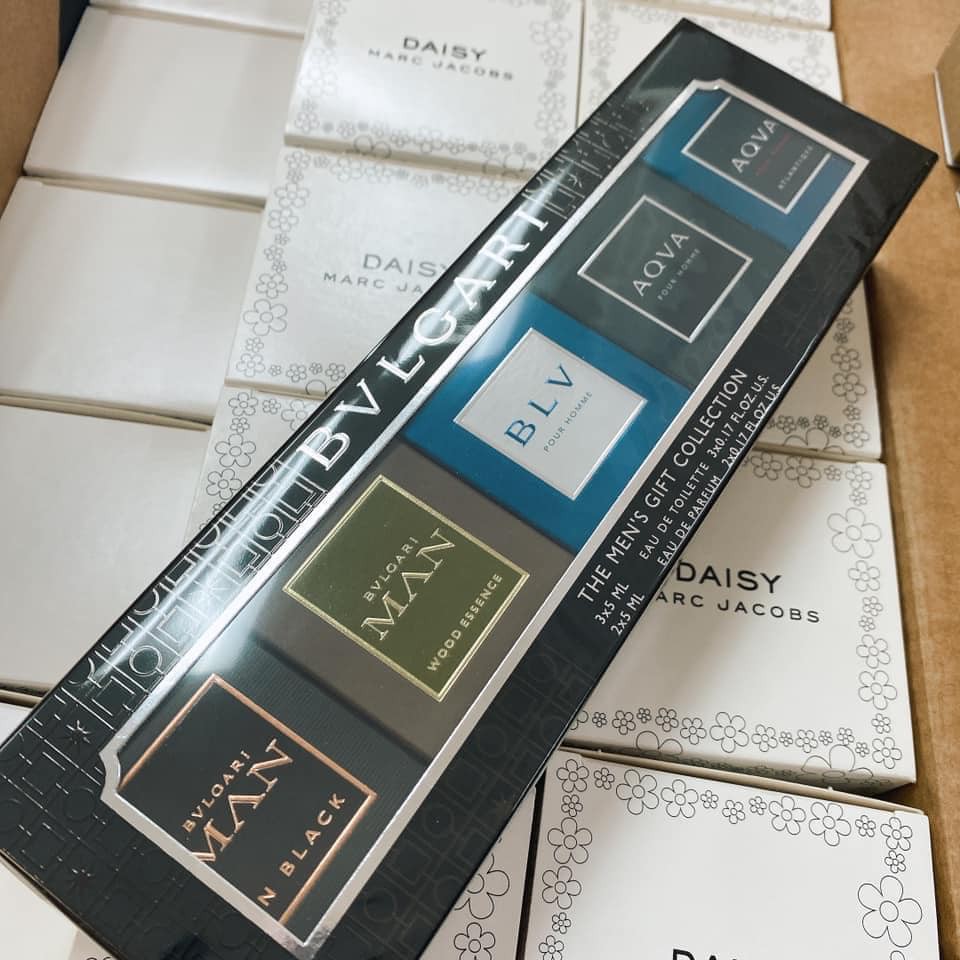 DAISY
MARC JACOBS
DAISY
MARC JA
BVLGARI
AQVA
ATLANTIQVE
AQVA
POUR HOMME
BLV
POUR HOMME
BVLGARI
MAN
WOOD ESSENCE
BVLGARI
MAN
N BLACK
THE MEN'S GIFT COLLECTION
3x5 ML EAU DE TOILETTE 3x0.17 FL.OZ U.S.
2x5 ML EAU DE PARFUM 2x0.17 FL.OZ U.S.
DAISY
MARC JACOBS
DAISY